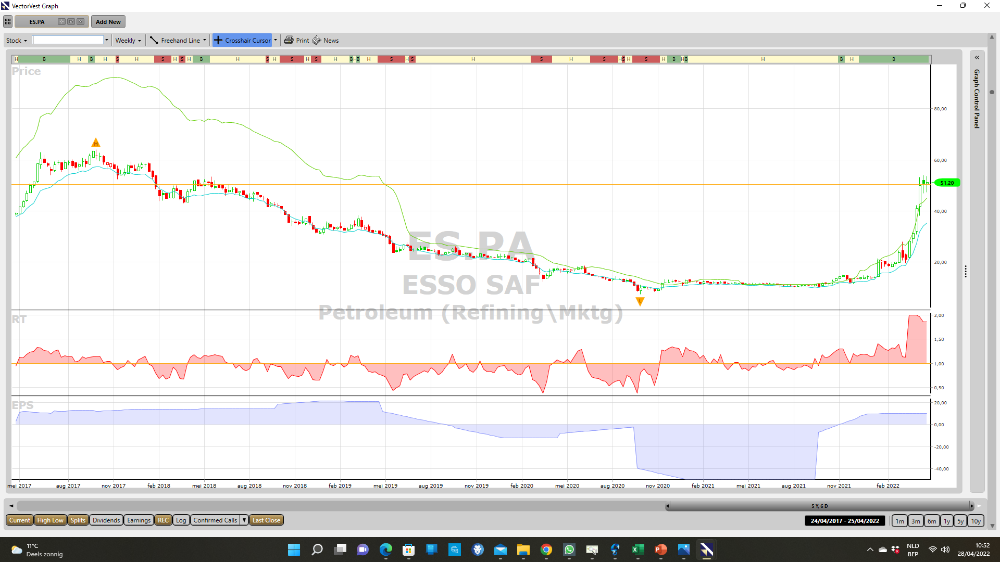 VectorVest Graph
ES.PA Add New
Stock Weekly Freehand Line Crosshair Cursor Print News
H B H B H S H S H S H B H S H S H S H B H B H S H S H S H S H S H S H B H B H B H B
Price
Graph Control Panel
80,00
H
60,00
51,20
40,00
ES.PA
20,00
ESSO SAF
L
Petroleum (Refining\Mktg)
RT
2,00
1,50
1,00
0,50
EPS
20,00
0,00
-20,00
-40,00
mei 2017 aug 2017 nov 2017 feb 2018 mei 2018 aug 2018 nov 2018 feb 2019 mei 2019 aug 2019 nov 2019 feb 2020 mei 2020 aug 2020 nov 2020 feb 2021 mei 2021 aug 2021 nov 2021 feb 2022
5 Y, 6 D
Current High Low Splits Dividends Earnings REC Log Confirmed Calls Last Close 24/04/2017 - 25/04/2022 1m 3m 6m 1y 5y 10y
11°C
Deels zonnig
NLD
BEP
10:52
28/04/2022